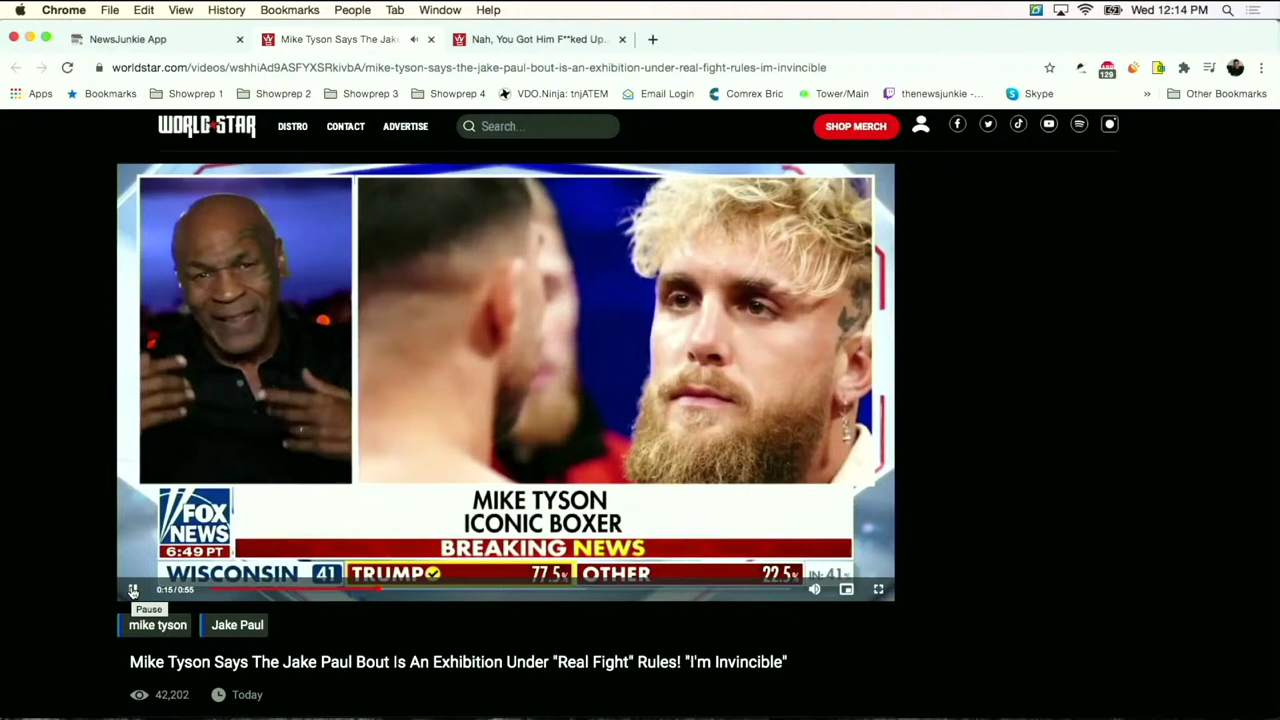 Chrome File Edit View History Bookmarks People Tab Window Help Wed 12:14 PM
NewsJunkie App Mike Tyson Says The Jake Nah, You Got Him F**ked Up...
worldstar.com/videos/wshhiAd9ASFYXSRkivbA/mike-tyson-says-the-jake-paul-bout-is-an-exhibition-under-real-fight-rules-im-invincible 129
Apps Bookmarks Showprep 1 Showprep 2 Showprep 3 Showprep 4 VDO.Ninja: tnjATEM Email Login Comrex Bric Tower/Main thenewsjunkie -... Skype » Other Bookmarks
WORLD STAR DISTRO CONTACT ADVERTISE Search... SHOP MERCH
MIKE TYSON
ICONIC BOXER
FOX
NEWS
6:49 PT
BREAKING NEWS
WISCONSIN 41 TRUMP 77.5% OTHER 22.5% IN: 41%
0:15 / 0:55
Pause
mike tyson Jake Paul
Mike Tyson Says The Jake Paul Bout Is An Exhibition Under "Real Fight" Rules! "I'm Invincible"
42,202 Today